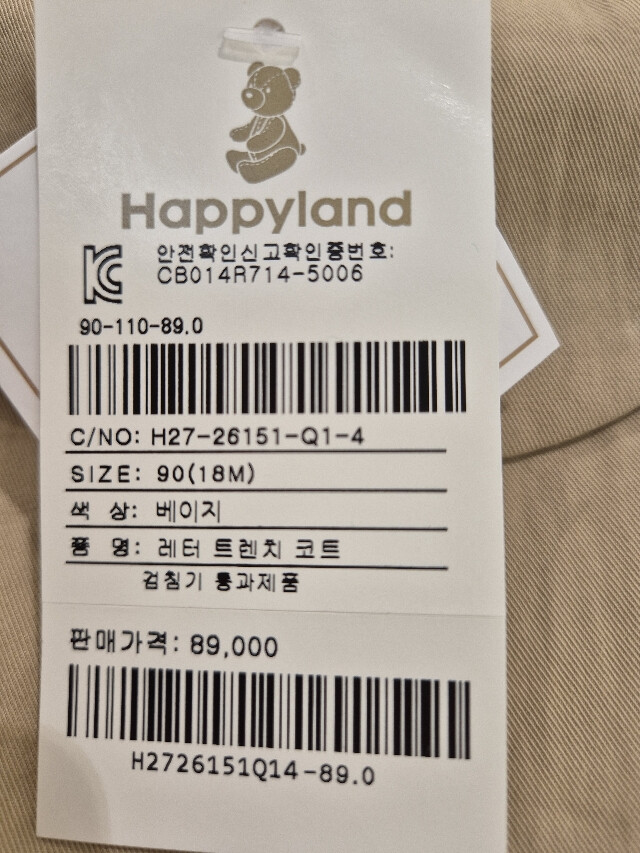 Happyland
안전확인신고확인증번호:
CB014R714-5006
90-110-89.0
C/NO: H27-26151-Q1-4
SIZE: 90(18M)
색 상: 베이지
품 명: 레터 트렌치 코트
검침기 통과제품
판매가격: 89,000
H2726151Q14-89.0